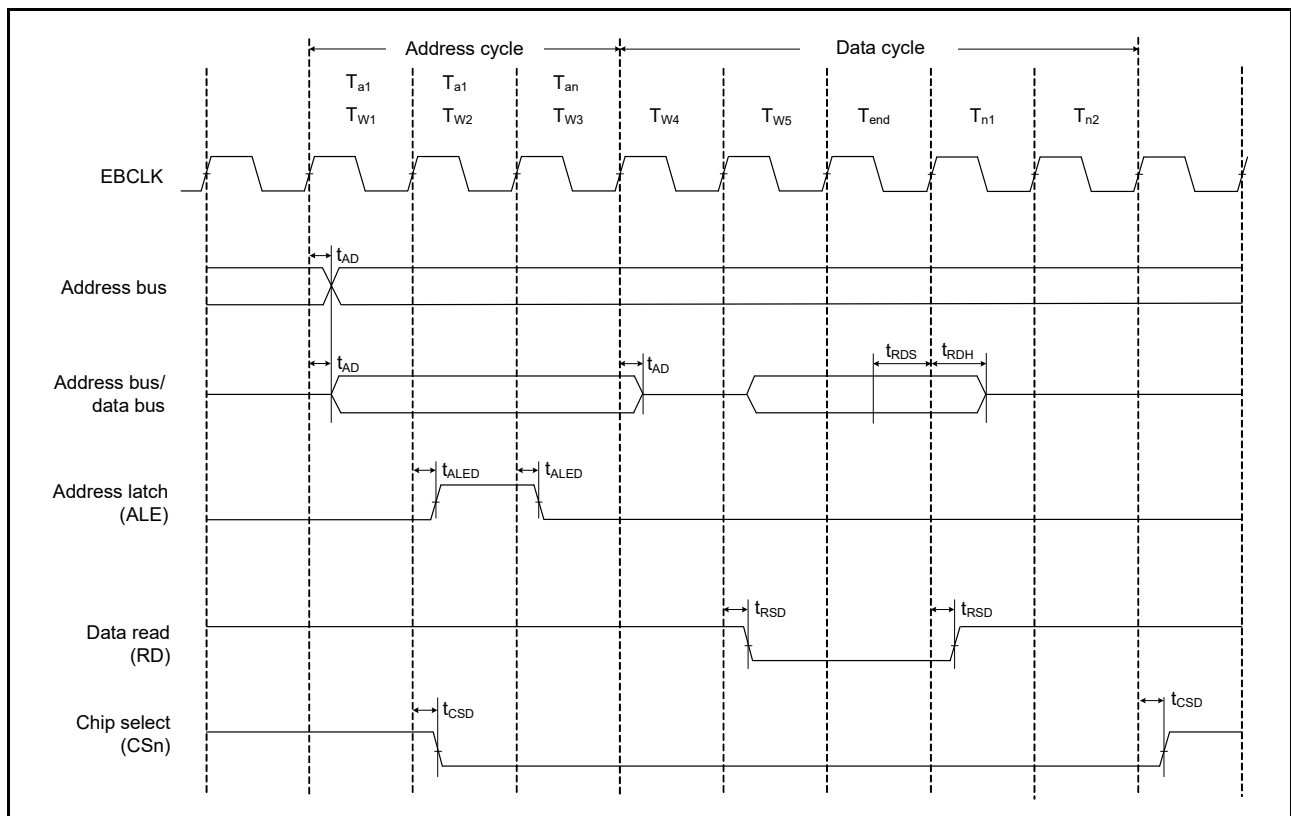 Address cycle Data cycle
Ta1 Ta1 Tan
TW1 TW2 TW3 TW4 TW5 Tend Tn1 Tn2
EBCLK
tAD
Address bus
tRDS tRDH
tAD tAD
Address bus/
data bus
tALED tALED
Address latch
(ALE)
tRSD tRSD
Data read
(RD)
tCSD tCSD
Chip select
(CSn)